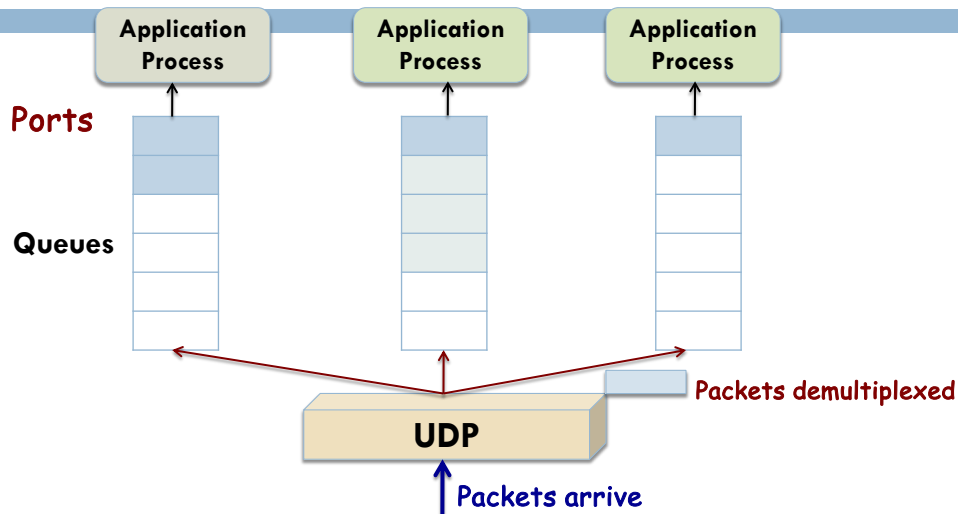 Application
Process
Application
Process
Application
Process
Ports
Queues
Packets demultiplexed
UDP
Packets arrive